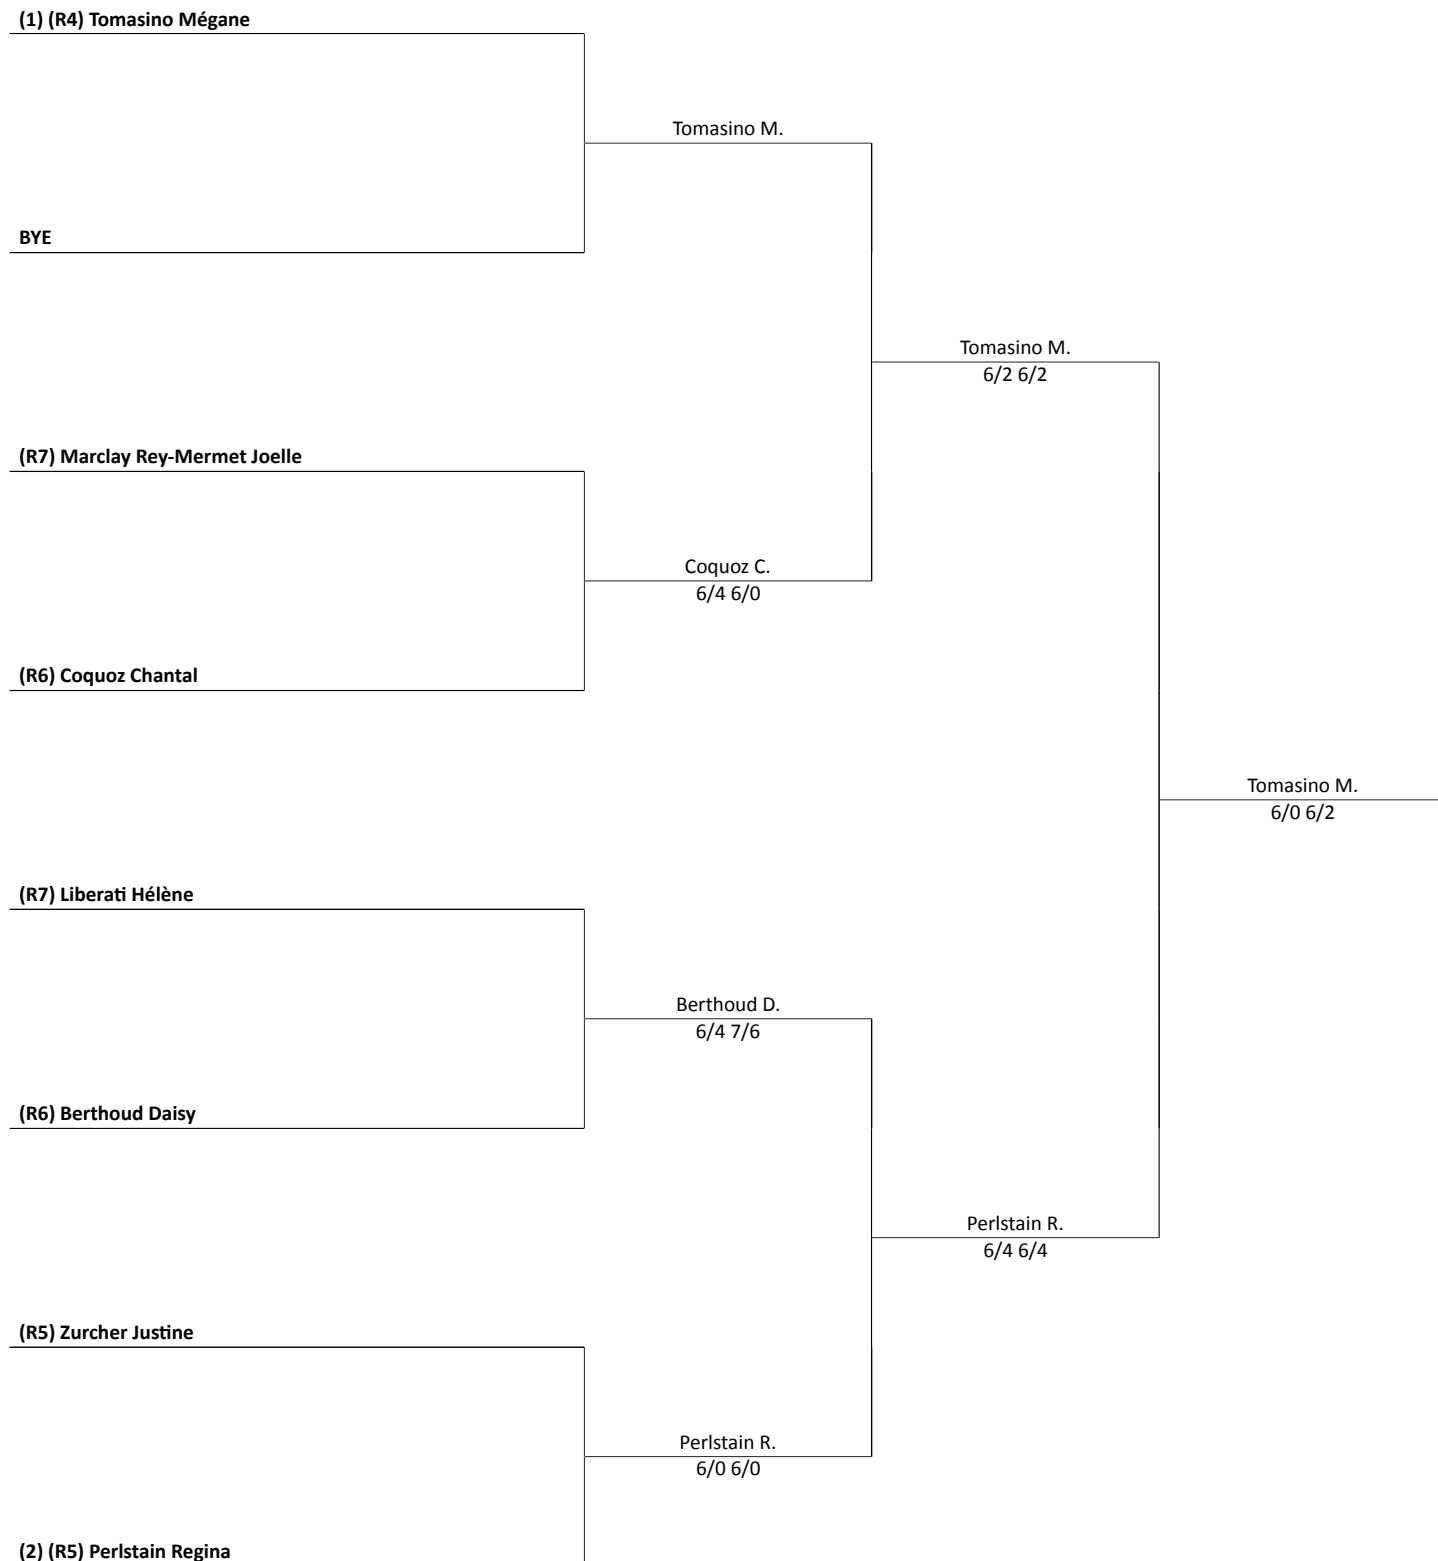 (1) (R4) Tomasino Mégane
Tomasino M.
BYE
Tomasino M.
6/2 6/2
(R7) Marclay Rey-Mermet Joelle
Coquoz C.
6/4 6/0
(R6) Coquoz Chantal
Tomasino M.
6/0 6/2
(R7) Liberati Hélène
Berthoud D.
6/4 7/6
(R6) Berthoud Daisy
Perlstain R.
6/4 6/4
(R5) Zurcher Justine
Perlstain R.
6/0 6/0
(2) (R5) Perlstain Regina